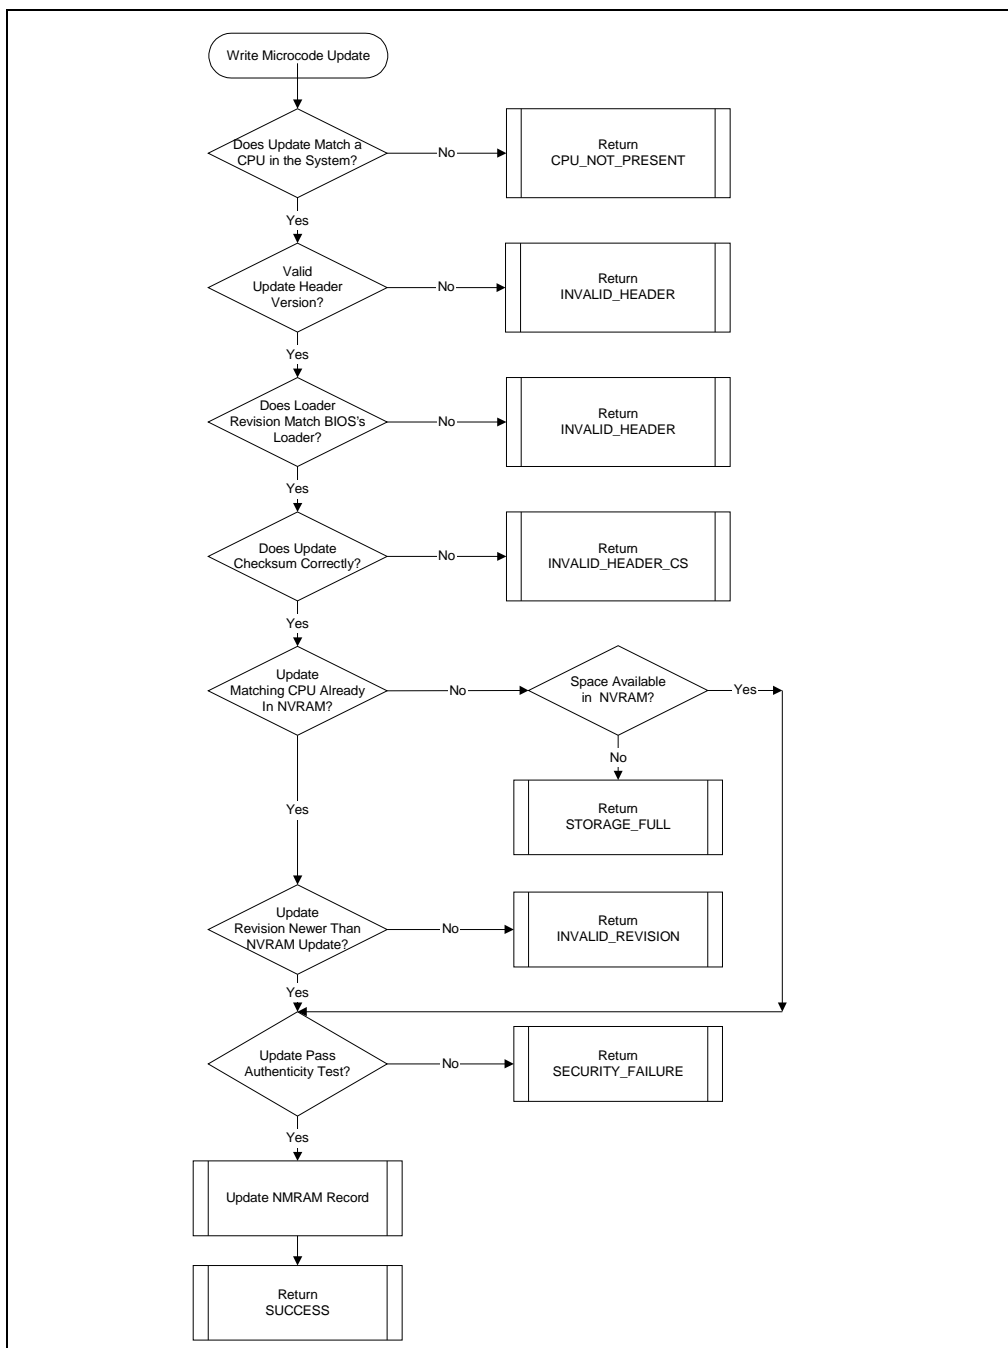 Write Microcode Update
Does Update Match a
CPU in the System?
No
Return
CPU_NOT_PRESENT
Yes
Valid
Update Header
Version?
No
Return
INVALID_HEADER
Yes
Does Loader
Revision Match BIOS's
Loader?
No
Return
INVALID_HEADER
Yes
Does Update
Checksum Correctly?
No
Return
INVALID_HEADER_CS
Yes
Update
Matching CPU Already
In NVRAM?
No
Space Available
in NVRAM?
Yes
No
Return
STORAGE_FULL
Yes
Update
Revision Newer Than
NVRAM Update?
No
Return
INVALID_REVISION
Yes
Update Pass
Authenticity Test?
No
Return
SECURITY_FAILURE
Yes
Update NMRAM Record
Return
SUCCESS